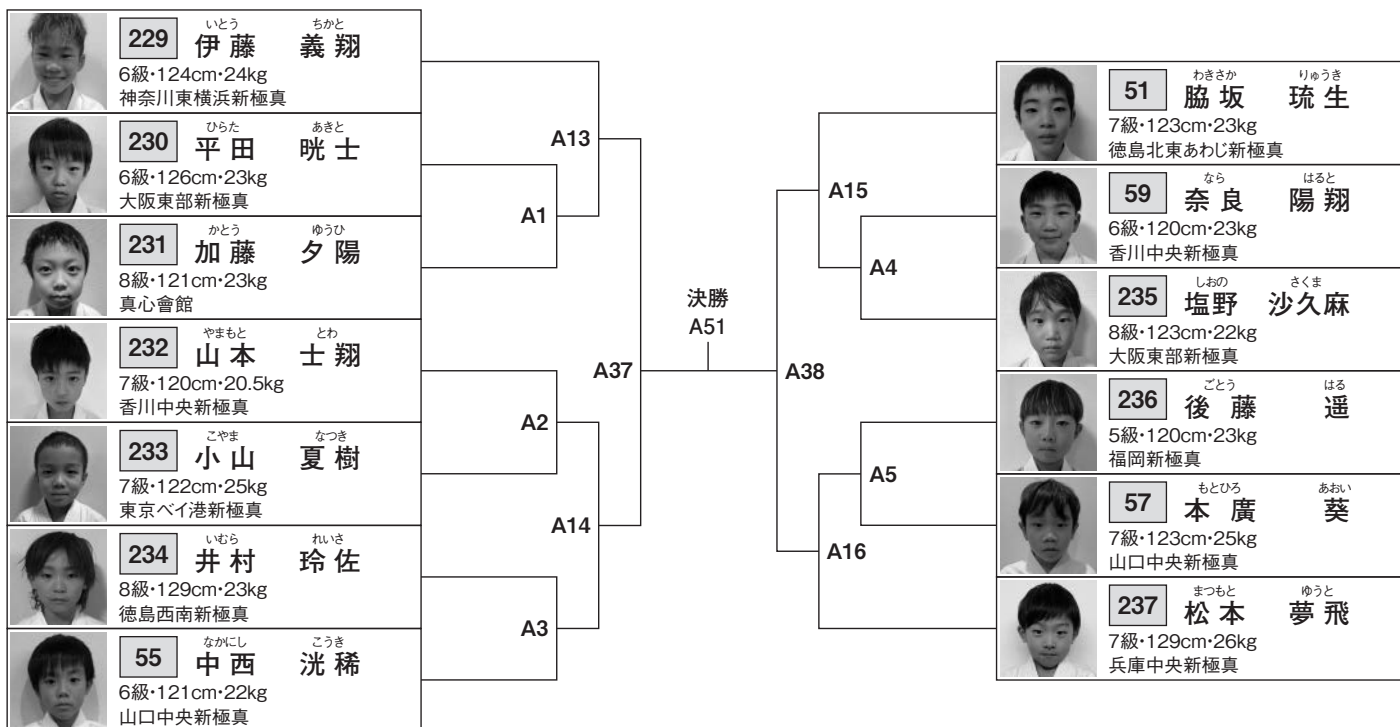 いとう ちかと
229 伊藤 義翔
6級・124cm・24kg
神奈川東横浜新極真
ひらた あきと
230 平田 晄士
6級・126cm・23kg
大阪東部新極真
かとう ゆうひ
231 加藤 夕陽
8級・121cm・23kg
真心會館
やまもと とわ
232 山本 士翔
7級・120cm・20.5kg
香川中央新極真
こやま なつき
233 小山 夏樹
7級・122cm・25kg
東京ベイ港新極真
いむら れいさ
234 井村 玲佐
8級・129cm・23kg
徳島西南新極真
なかにし こうき
55 中西 洸稀
6級・121cm・22kg
山口中央新極真
A13
A1
A37
A2
A14
A3
決勝
A51
A15
A4
A38
A5
A16
わきさか りゅうき
51 脇坂 琉生
7級・123cm・23kg
徳島北東あわじ新極真
なら はると
59 奈良 陽翔
6級・120cm・23kg
香川中央新極真
しおの さくま
235 塩野 沙久麻
8級・123cm・22kg
大阪東部新極真
ごとう はる
236 後藤 遥
5級・120cm・23kg
福岡新極真
もとひろ あおい
57 本廣 葵
7級・123cm・25kg
山口中央新極真
まつもと ゆうと
237 松本 夢飛
7級・129cm・26kg
兵庫中央新極真